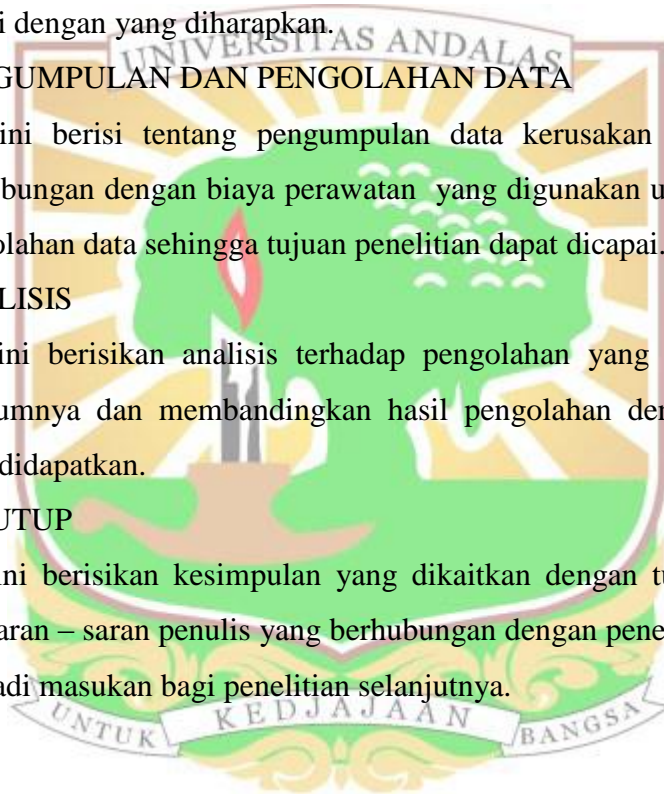 i dengan yang diharapkan.
UNIVERSITAS ANDALAS
GUMPULAN DAN PENGOLAHAN DATA
ini berisi tentang pengumpulan data kerusakan
bungan dengan biaya perawatan yang digunakan u
olahan data sehingga tujuan penelitian dapat dicapai.
LISIS
ini berisikan analisis terhadap pengolahan yang
umnya dan membandingkan hasil pengolahan der
didapatkan.
UTUP
ini berisikan kesimpulan yang dikaitkan dengan tu
aran – saran penulis yang berhubungan dengan pene
adi masukan bagi penelitian selanjutnya.
UNTUK KEDJAJAAN BANGSA